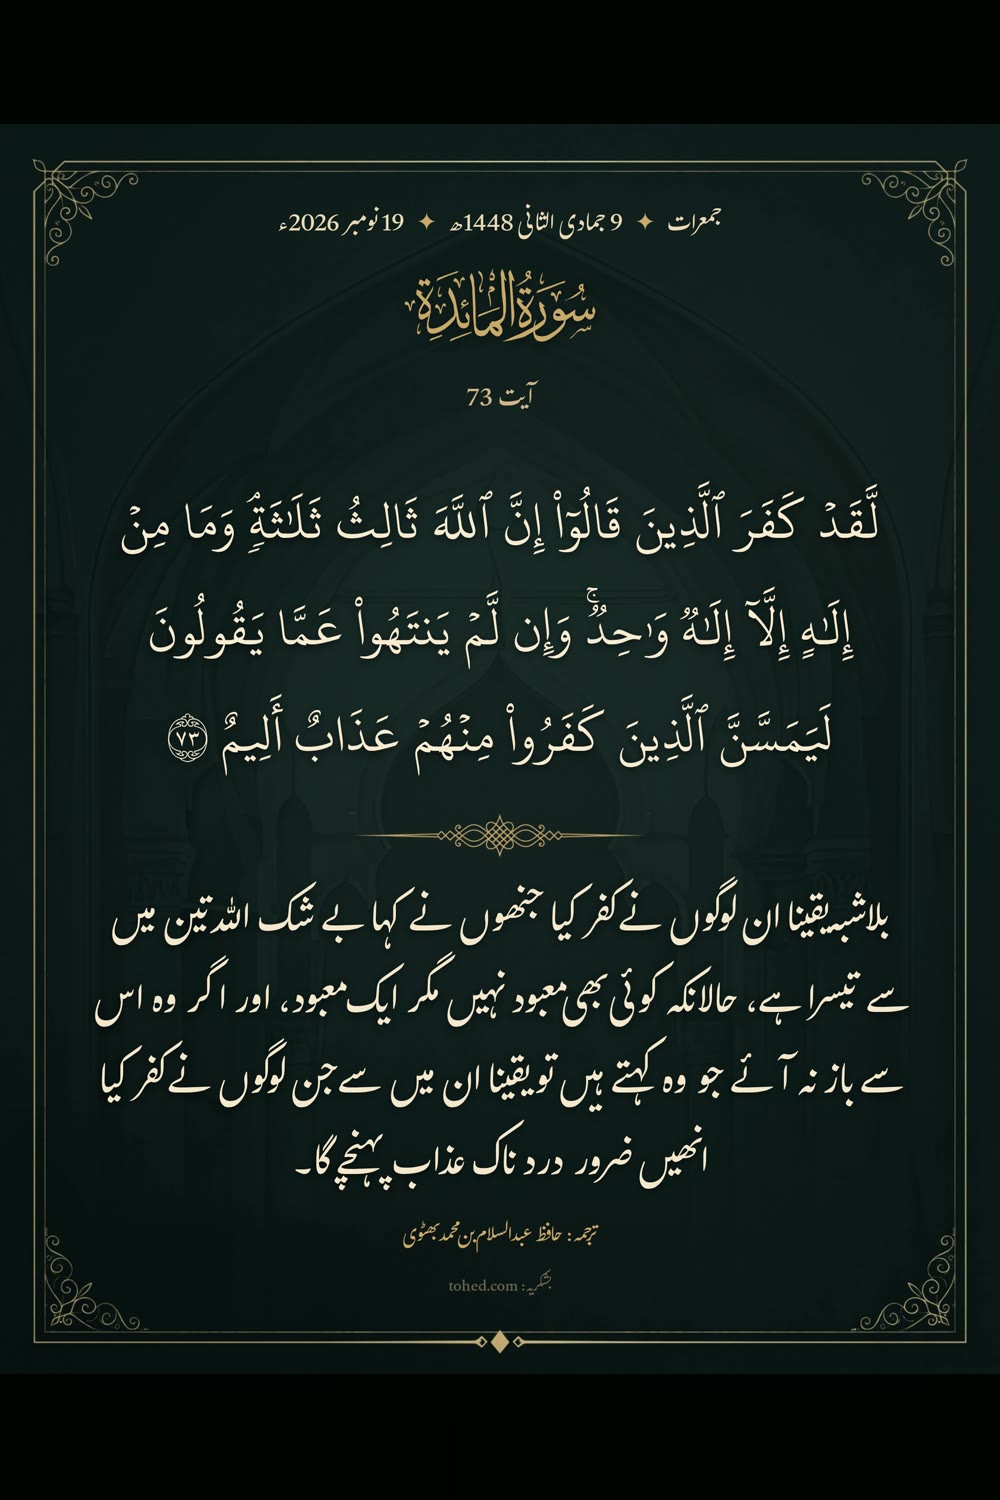 جمعرات ✦ 9 جمادی الثانی 1448ھ ✦ 19 نومبر 2026ء
سُورَةُ الْمَائِدَة
آیت 73
لَّقَدۡ كَفَرَ ٱلَّذِينَ قَالُوٓاْ إِنَّ ٱللَّهَ ثَالِثُ ثَلَٰثَةٖۘ وَمَا مِنۡ
إِلَٰهٍ إِلَّآ إِلَٰهٞ وَٰحِدٞۚ وَإِن لَّمۡ يَنتَهُواْ عَمَّا يَقُولُونَ
لَيَمَسَّنَّ ٱلَّذِينَ كَفَرُواْ مِنۡهُمۡ عَذَابٌ أَلِيمٌ ٧٣
بلاشبہ یقینا ان لوگوں نے کفر کیا جنھوں نے کہا بے شک اللہ تین میں
سے تیسرا ہے، حالانکہ کوئی بھی معبود نہیں مگر ایک معبود، اور اگر وہ اس
سے باز نہ آئے جو وہ کہتے ہیں تو یقینا ان میں سے جن لوگوں نے کفر کیا
انھیں ضرور درد ناک عذاب پہنچے گا۔
ترجمہ: حافظ عبدالسلام بن محمد بھٹوی
بشکریہ: tohed.com